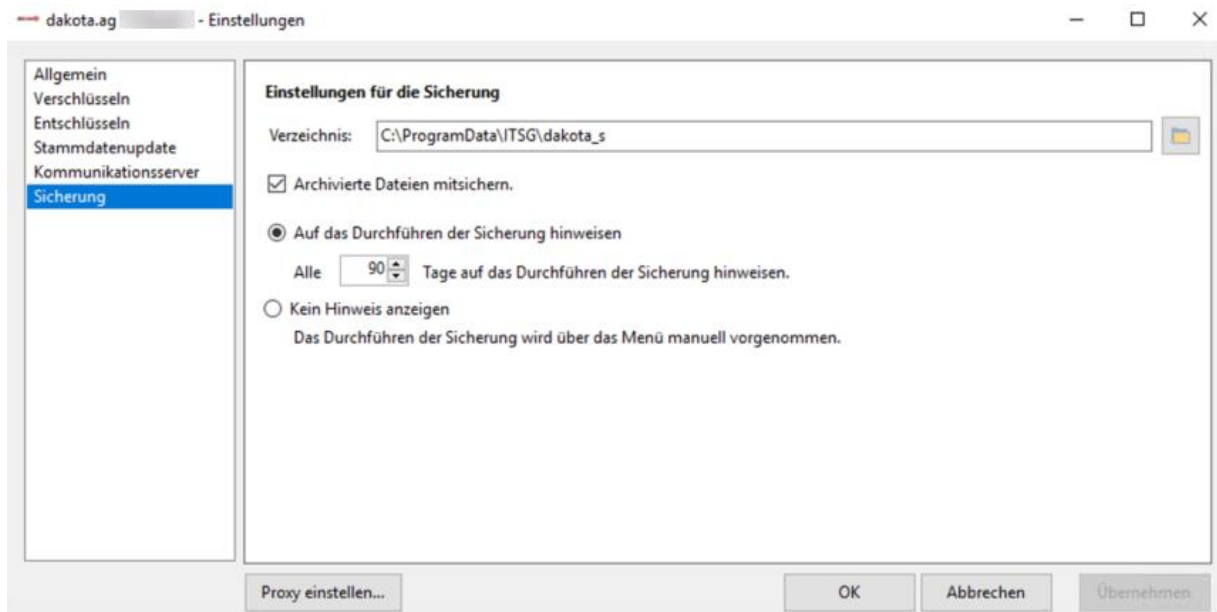 dakota.ag - Einstellungen
Allgemein
Verschlüsseln
Entschlüsseln
Stammdatenupdate
Kommunikationsserver
Sicherung
Einstellungen für die Sicherung
Verzeichnis: C:\ProgramData\ITSG\dakota_s
Archivierte Dateien mitsichern.
Auf das Durchführen der Sicherung hinweisen
Alle 90 Tage auf das Durchführen der Sicherung hinweisen.
Kein Hinweis anzeigen
Das Durchführen der Sicherung wird über das Menü manuell vorgenommen.
Proxy einstellen... OK Abbrechen Übernehmen